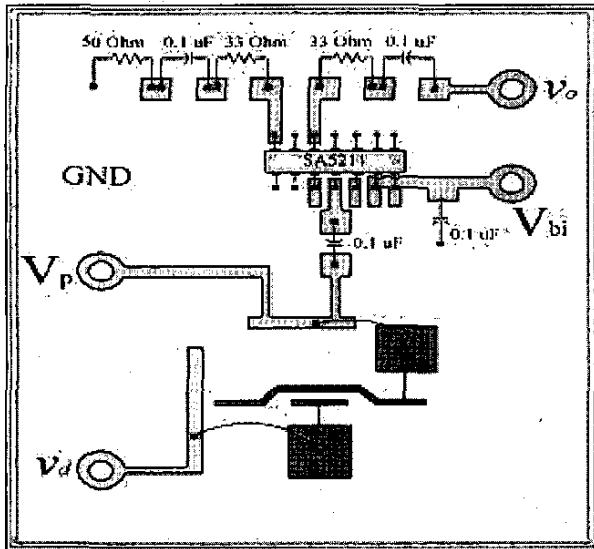 50 Ohm 0.1 uF 33 Ohm 33 Ohm 0.1 uF
vo
SA5211
GND
Vbi
0.1 uF
0.1 uF
Vp
vd